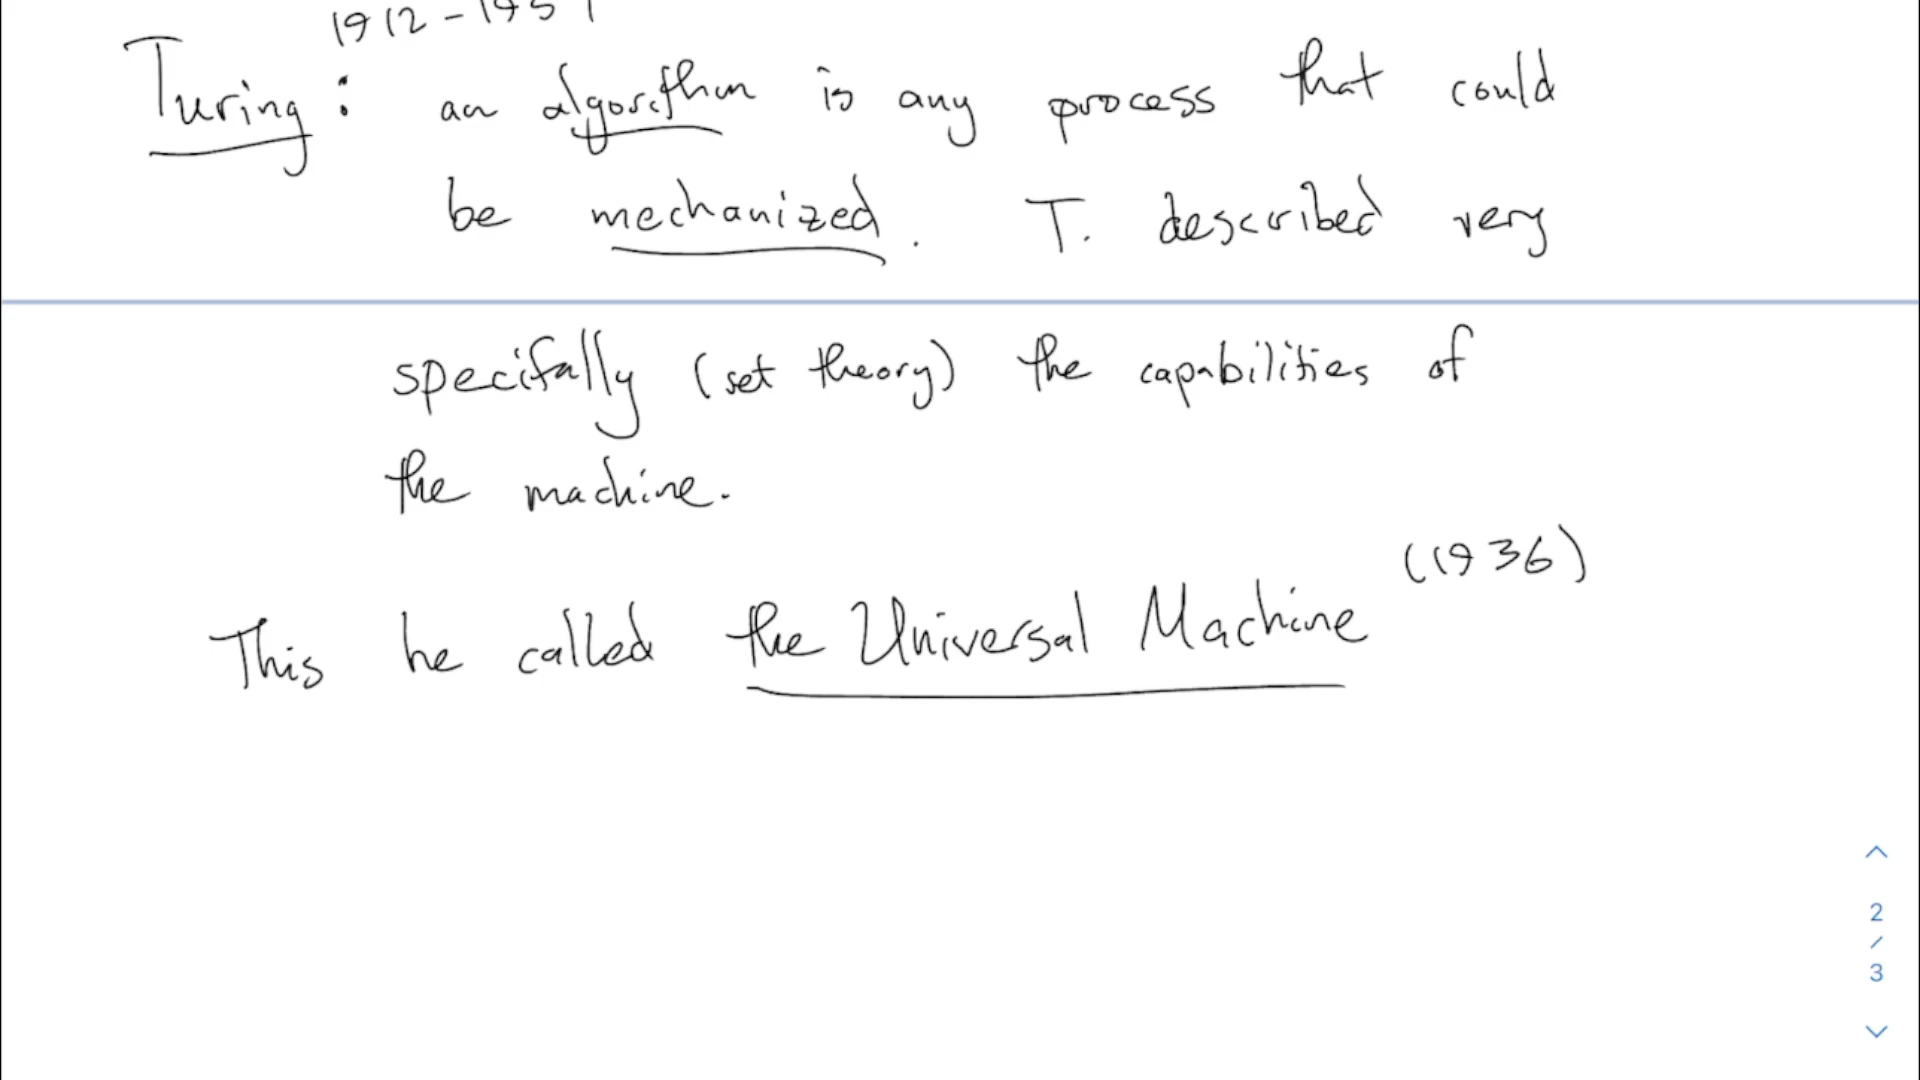 1912 - 195
Turing: an algorithm is any process that could
be mechanized. T. described very
specifally (set theory) the capabilities of
the machine.
(1936)
This he called the Universal Machine
2
/
3